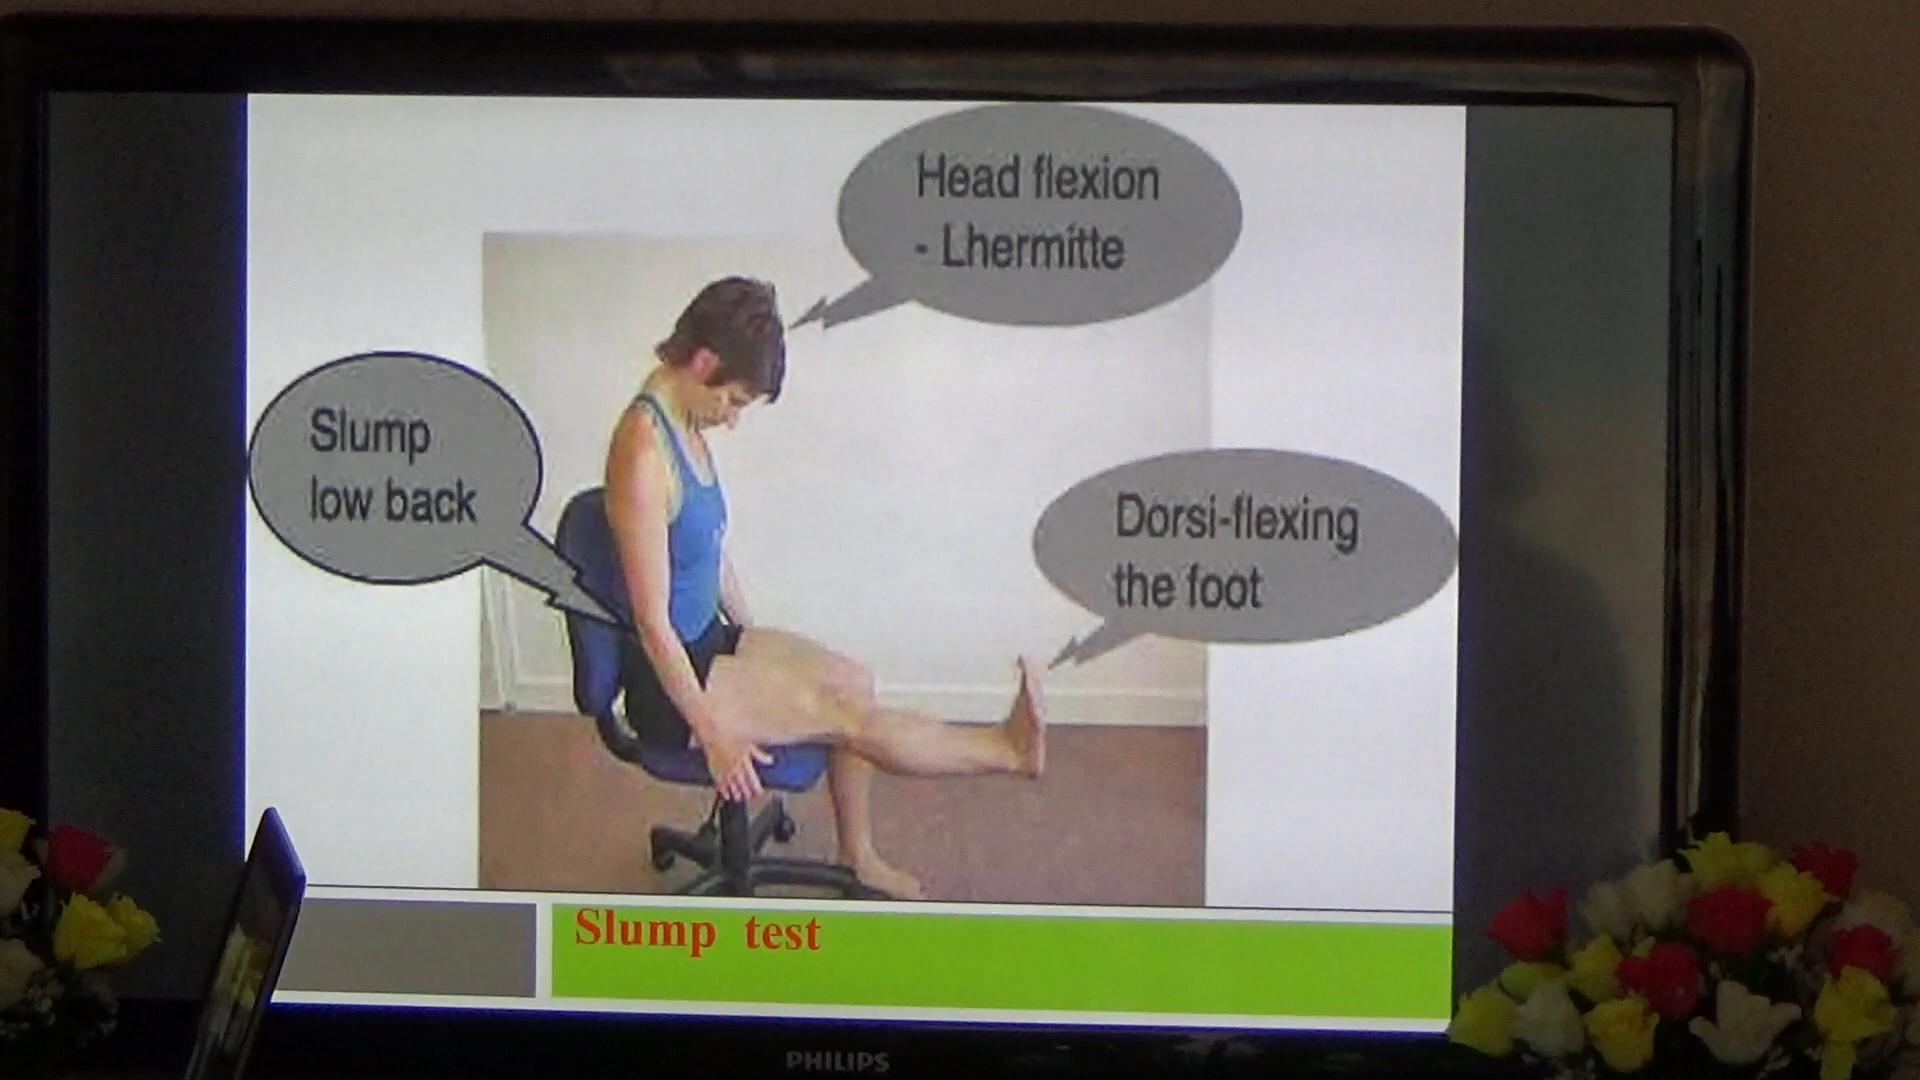 Head flexion
- Lhermitte
Slump
low back
Dorsi-flexing
the foot
Slump test
PHILIPS